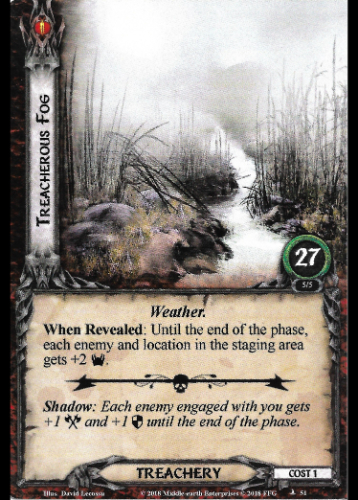 TREACHEROUS FOG
27
5/5
Weather.
When Revealed: Until the end of the phase,
each enemy and location in the staging area
gets +2 .
Shadow: Each enemy engaged with you gets
+1 and +1 until the end of the phase.
TREACHERY
COST 1
Illus. David Lecossu
© 2018 Middle-earth Enterprises © 2018 FFG
51